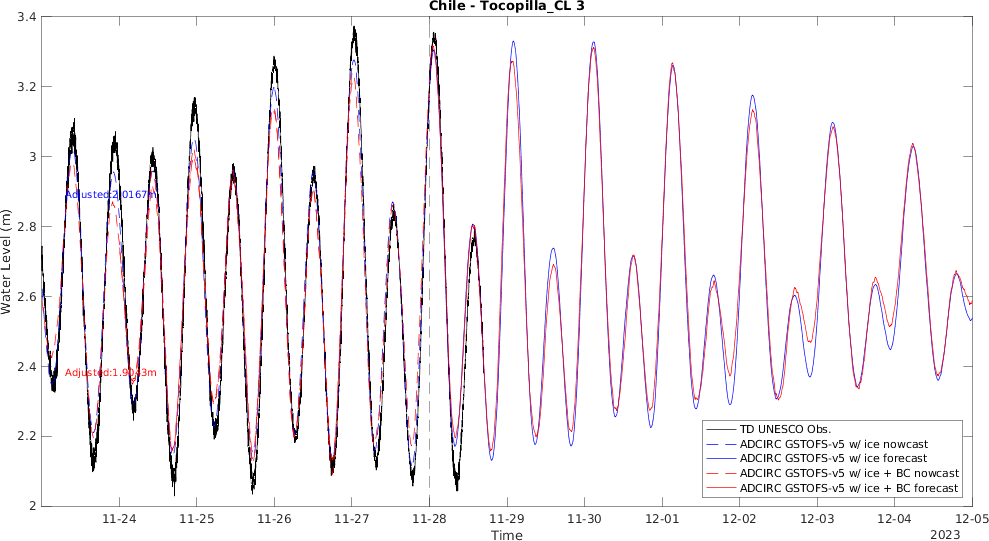 Chile - Tocopilla_CL 3
Water Level (m)
3.4
3.2
3
2.8
2.6
2.4
2.2
2
Adjusted:2.0167m
Adjusted:1.9043m
TD UNESCO Obs.
ADCIRC GSTOFS-v5 w/ ice nowcast
ADCIRC GSTOFS-v5 w/ ice forecast
ADCIRC GSTOFS-v5 w/ ice + BC nowcast
ADCIRC GSTOFS-v5 w/ ice + BC forecast
11-24 11-25 11-26 11-27 11-28 11-29 11-30 12-01 12-02 12-03 12-04 12-05
Time
2023